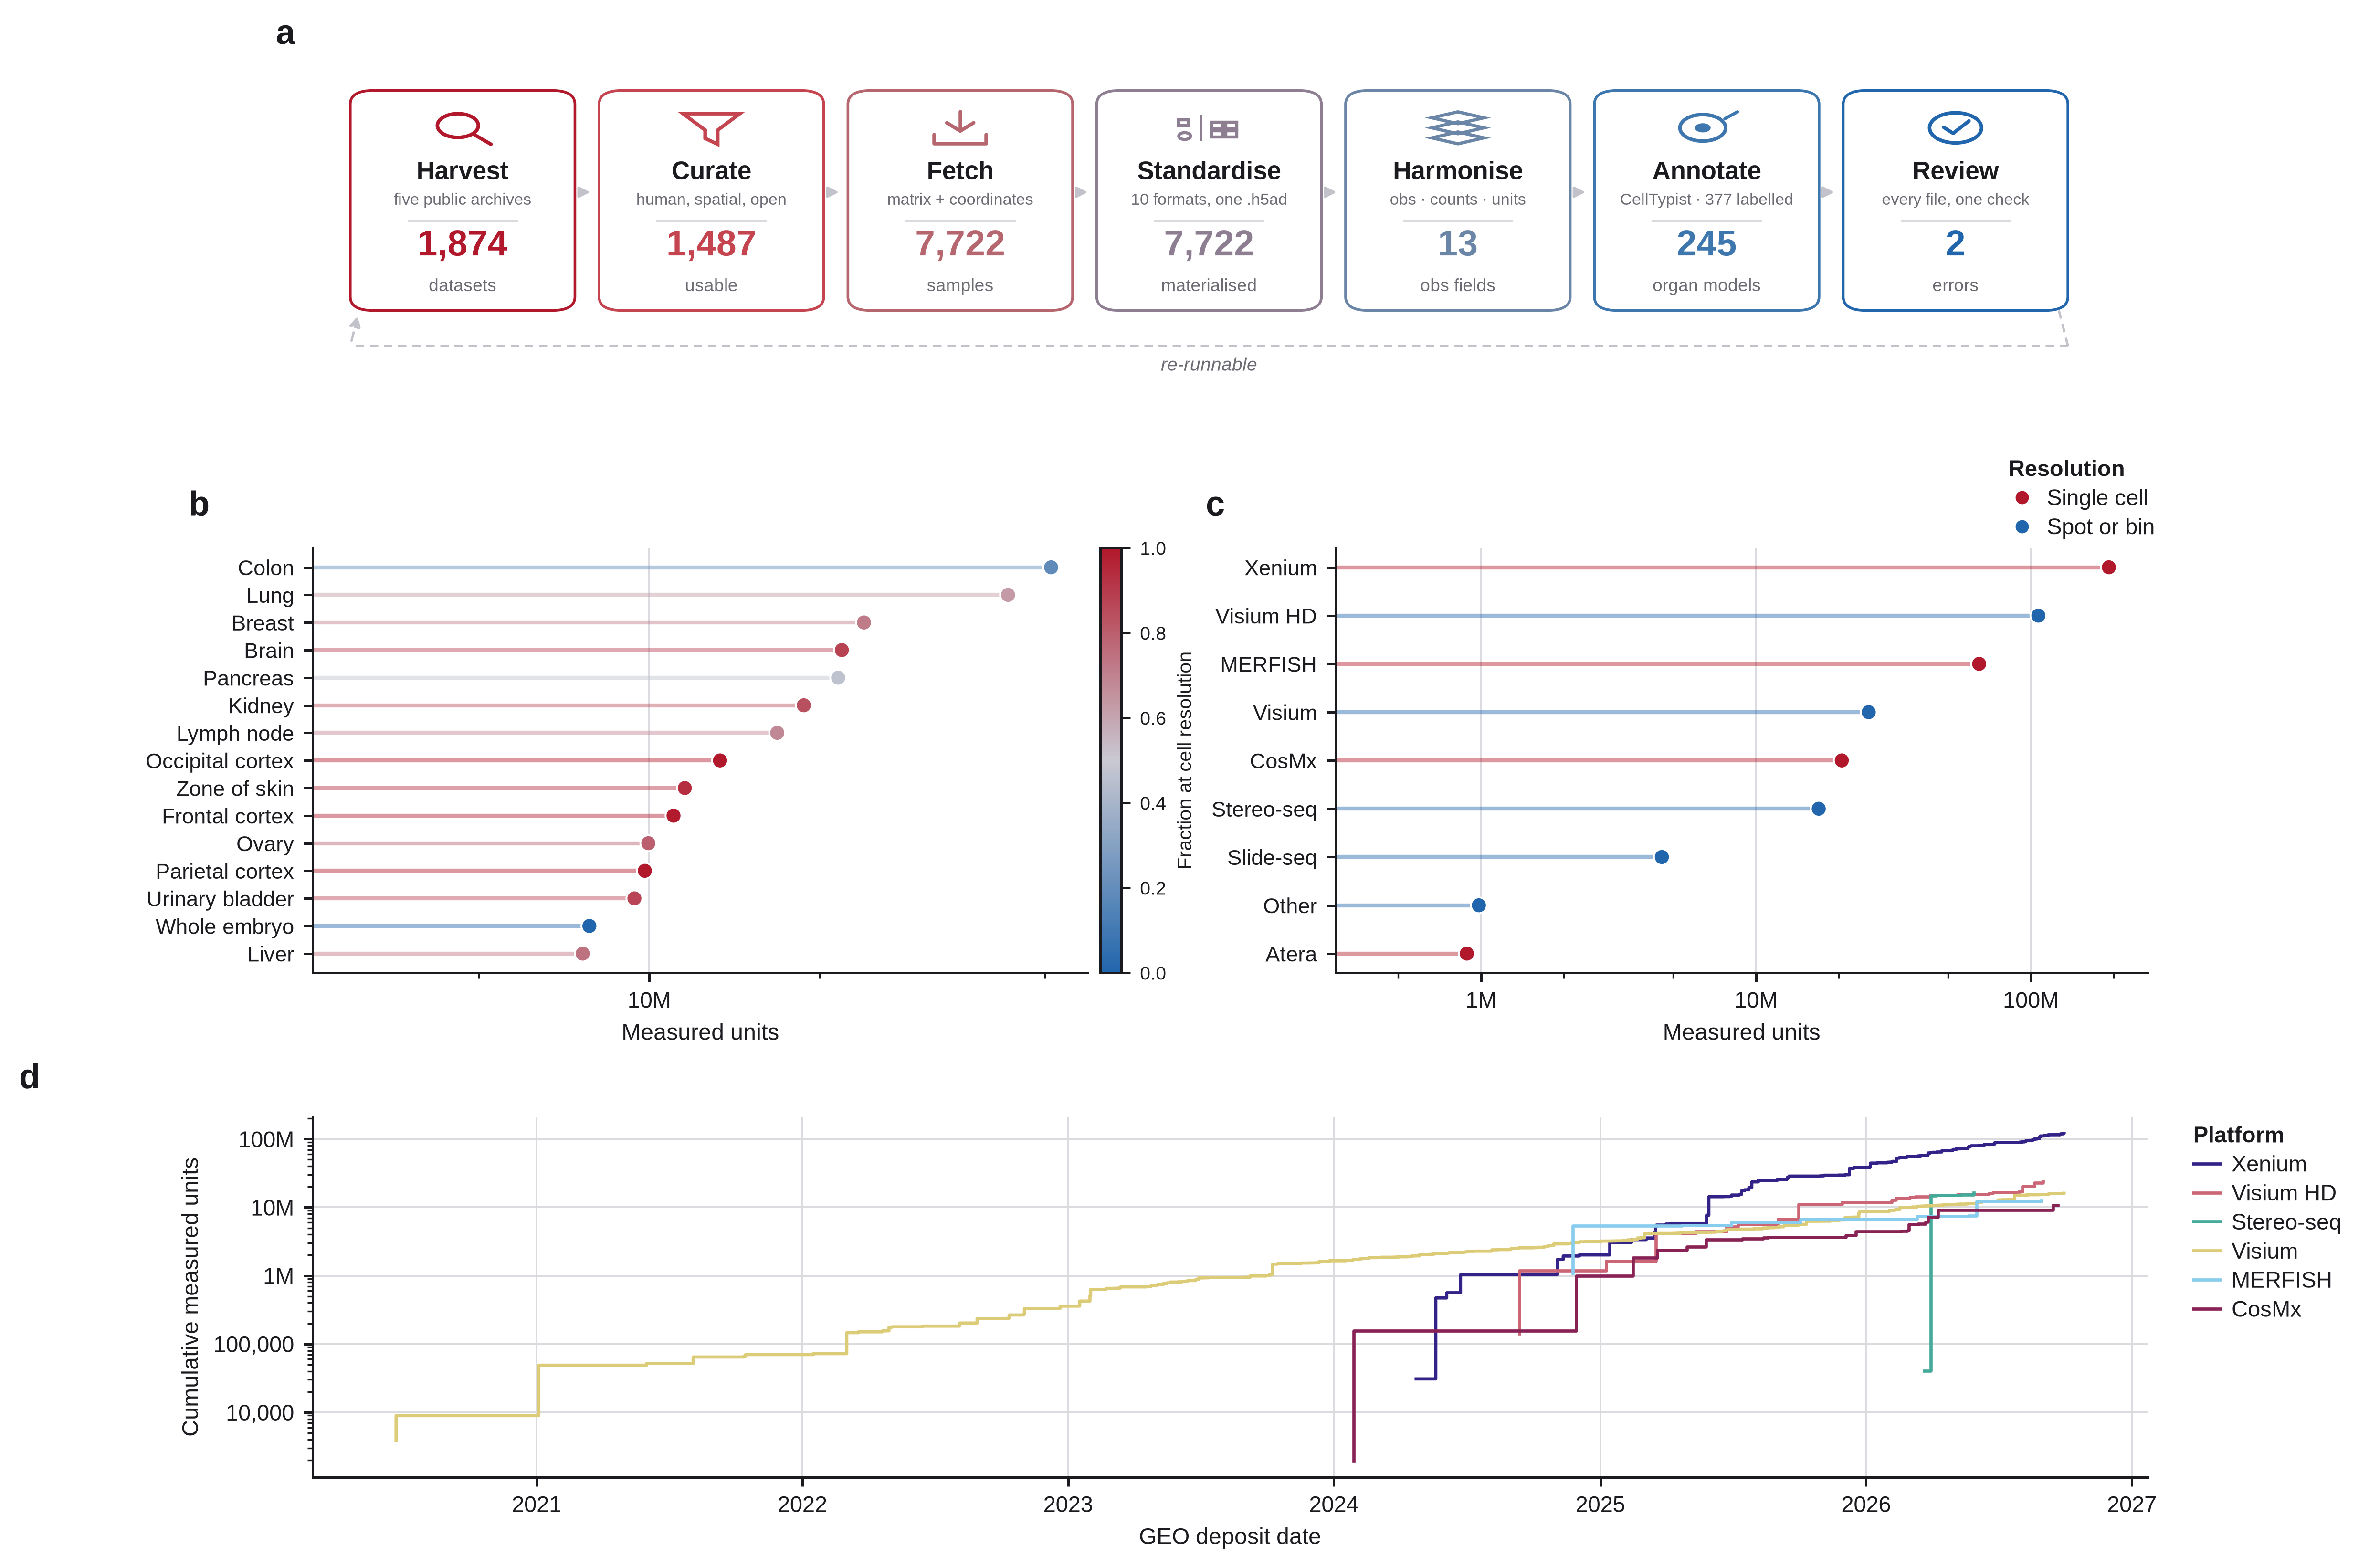 a
Harvest
five public archives
1,874
datasets
Curate
human, spatial, open
1,487
usable
Fetch
matrix + coordinates
7,722
samples
Standardise
10 formats, one .h5ad
7,722
materialised
Harmonise
obs · counts · units
13
obs fields
Annotate
CellTypist · 377 labelled
245
organ models
Review
every file, one check
2
errors
re-runnable
b
Colon
Lung
Breast
Brain
Pancreas
Kidney
Lymph node
Occipital cortex
Zone of skin
Frontal cortex
Ovary
Parietal cortex
Urinary bladder
Whole embryo
Liver
10M
Measured units
1.0
0.8
0.6
0.4
0.2
0.0
Fraction at cell resolution
c
Resolution
Single cell
Spot or bin
Xenium
Visium HD
MERFISH
Visium
CosMx
Stereo-seq
Slide-seq
Other
Atera
1M
10M
100M
Measured units
d
Cumulative measured units
100M
10M
1M
100,000
10,000
2021
2022
2023
2024
2025
2026
2027
GEO deposit date
Platform
Xenium
Visium HD
Stereo-seq
Visium
MERFISH
CosMx